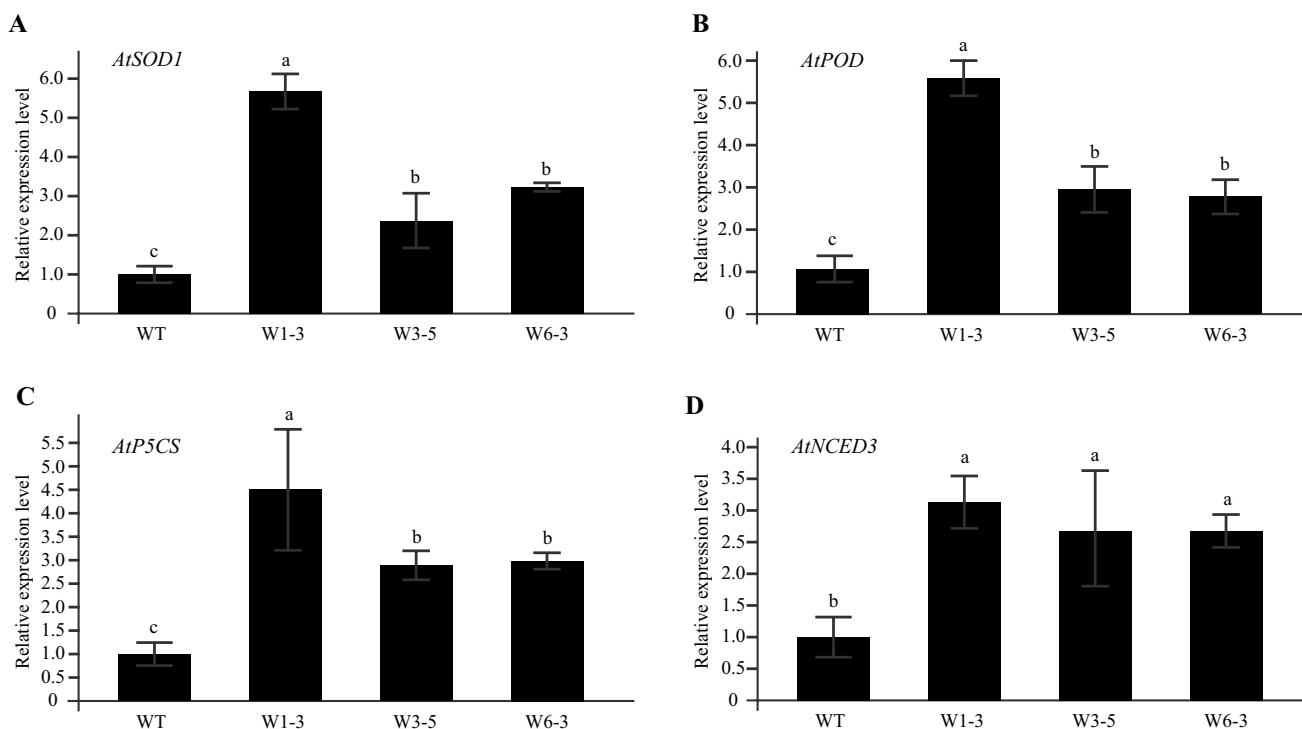 A
AtSOD1
Relative expression level
6.0
5.0
4.0
3.0
2.0
1.0
0
c
a
b
b
WT W1-3 W3-5 W6-3
B
AtPOD
Relative expression level
6.0
5.0
4.0
3.0
2.0
1.0
0
c
a
b
b
WT W1-3 W3-5 W6-3
C
AtP5CS
Relative expression level
5.5
5.0
4.5
4.0
3.5
3.0
2.5
2.0
1.5
1.0
0.5
0
c
a
b
b
WT W1-3 W3-5 W6-3
D
AtNCED3
Relative expression level
4.0
3.5
3.0
2.5
2.0
1.5
1.0
0.5
0
b
a
a
a
WT W1-3 W3-5 W6-3